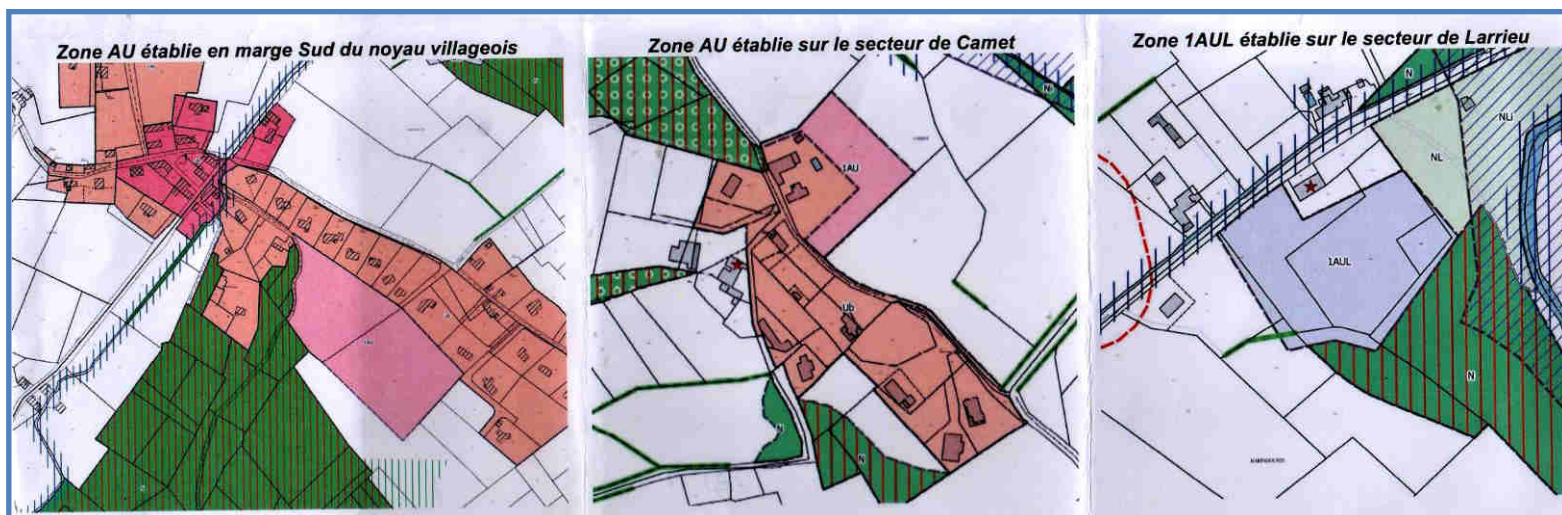 Zone AU établie en marge Sud du noyau villageois
Zone AU établie sur le secteur de Camet
Zone 1AUL établie sur le secteur de Larrieu
N
Ni
1AU
Ub
N
N
N
NLi
NL
1AUL
N